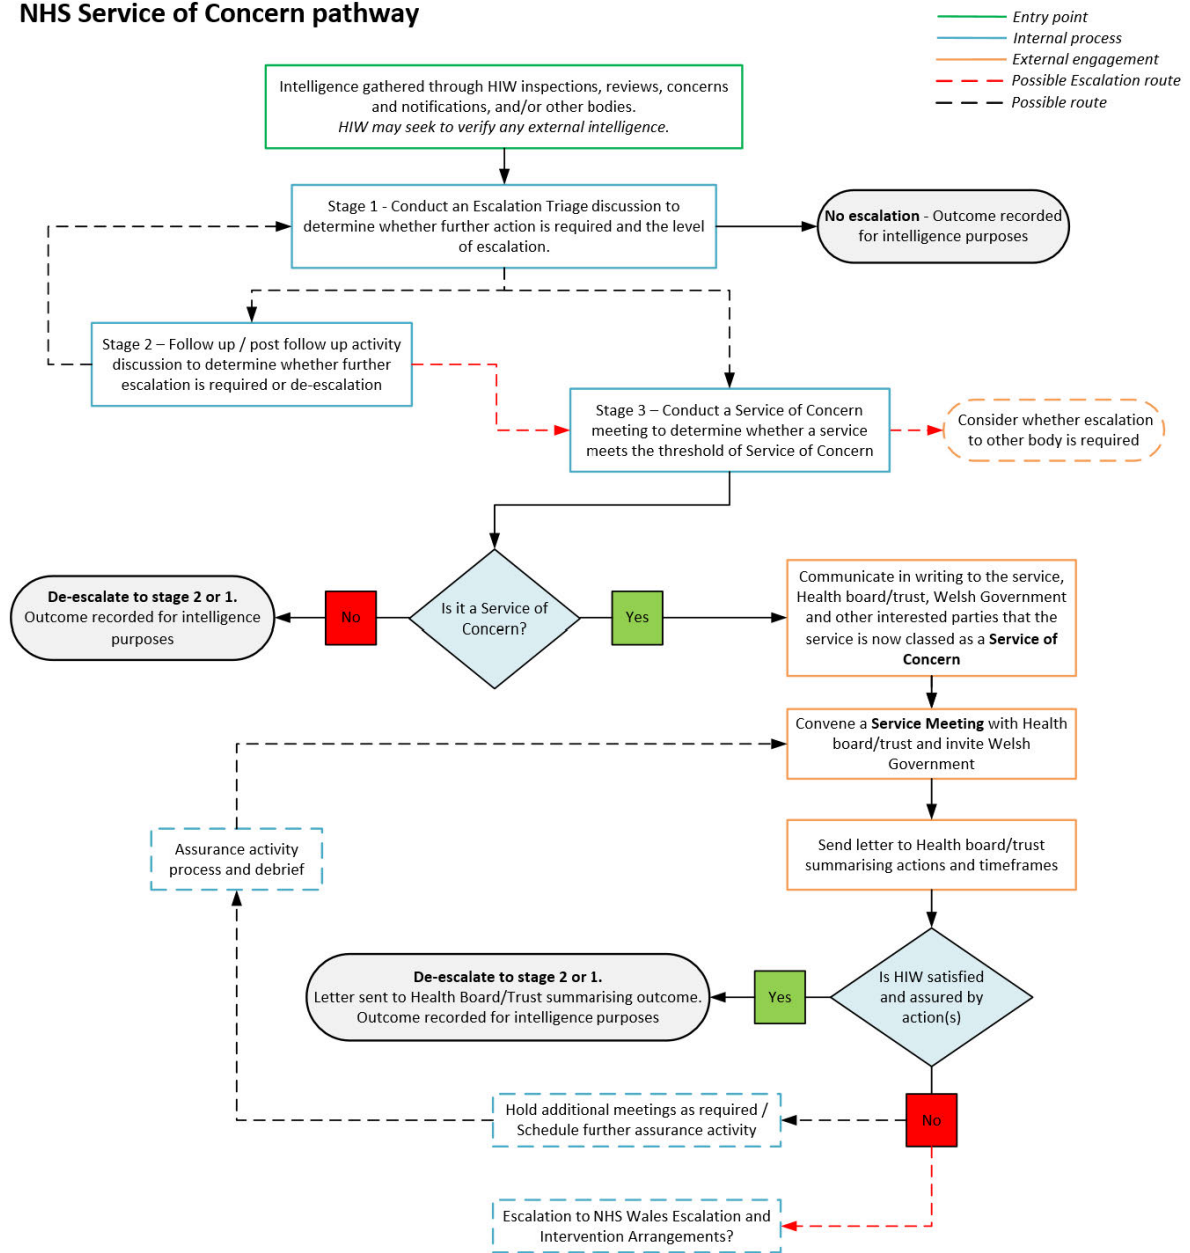 NHS Service of Concern pathway
Entry point
Internal process
External engagement
Possible Escalation route
Possible route
Intelligence gathered through HIW inspections, reviews, concerns
and notifications, and/or other bodies.
HIW may seek to verify any external intelligence.
Stage 1 - Conduct an Escalation Triage discussion to
determine whether further action is required and the level
of escalation.
No escalation - Outcome recorded
for intelligence purposes
Stage 2 – Follow up / post follow up activity
discussion to determine whether further
escalation is required or de-escalation
Stage 3 – Conduct a Service of Concern
meeting to determine whether a service
meets the threshold of Service of Concern
Consider whether escalation
to other body is required
De-escalate to stage 2 or 1.
Outcome recorded for intelligence
purposes
No
Is it a Service of
Concern?
Yes
Communicate in writing to the service,
Health board/trust, Welsh Government
and other interested parties that the
service is now classed as a Service of
Concern
Convene a Service Meeting with Health
board/trust and invite Welsh
Government
Assurance activity
process and debrief
Send letter to Health board/trust
summarising actions and timeframes
De-escalate to stage 2 or 1.
Letter sent to Health Board/Trust summarising outcome.
Outcome recorded for intelligence purposes
Yes
Is HIW satisfied
and assured by
action(s)
Hold additional meetings as required /
Schedule further assurance activity
No
Escalation to NHS Wales Escalation and
Intervention Arrangements?